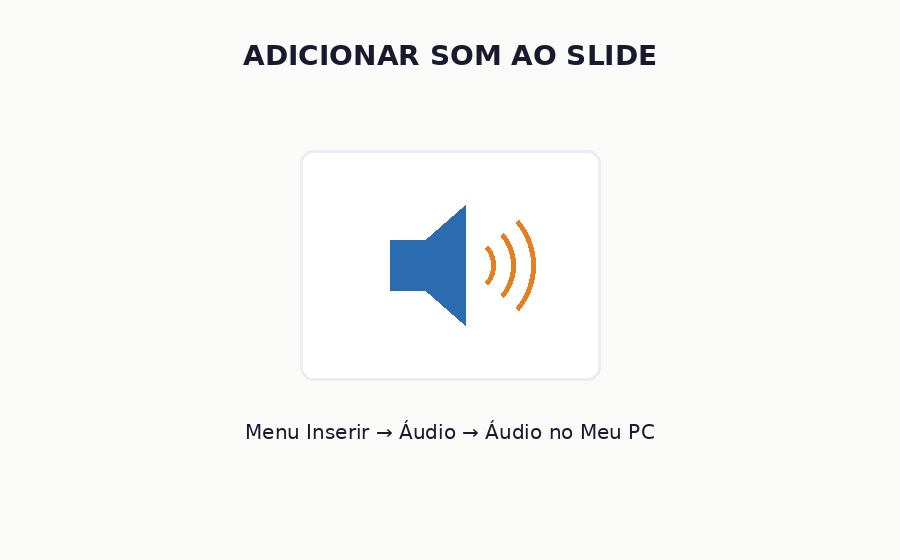 ADICIONAR SOM AO SLIDE
Menu Inserir → Áudio → Áudio no Meu PC